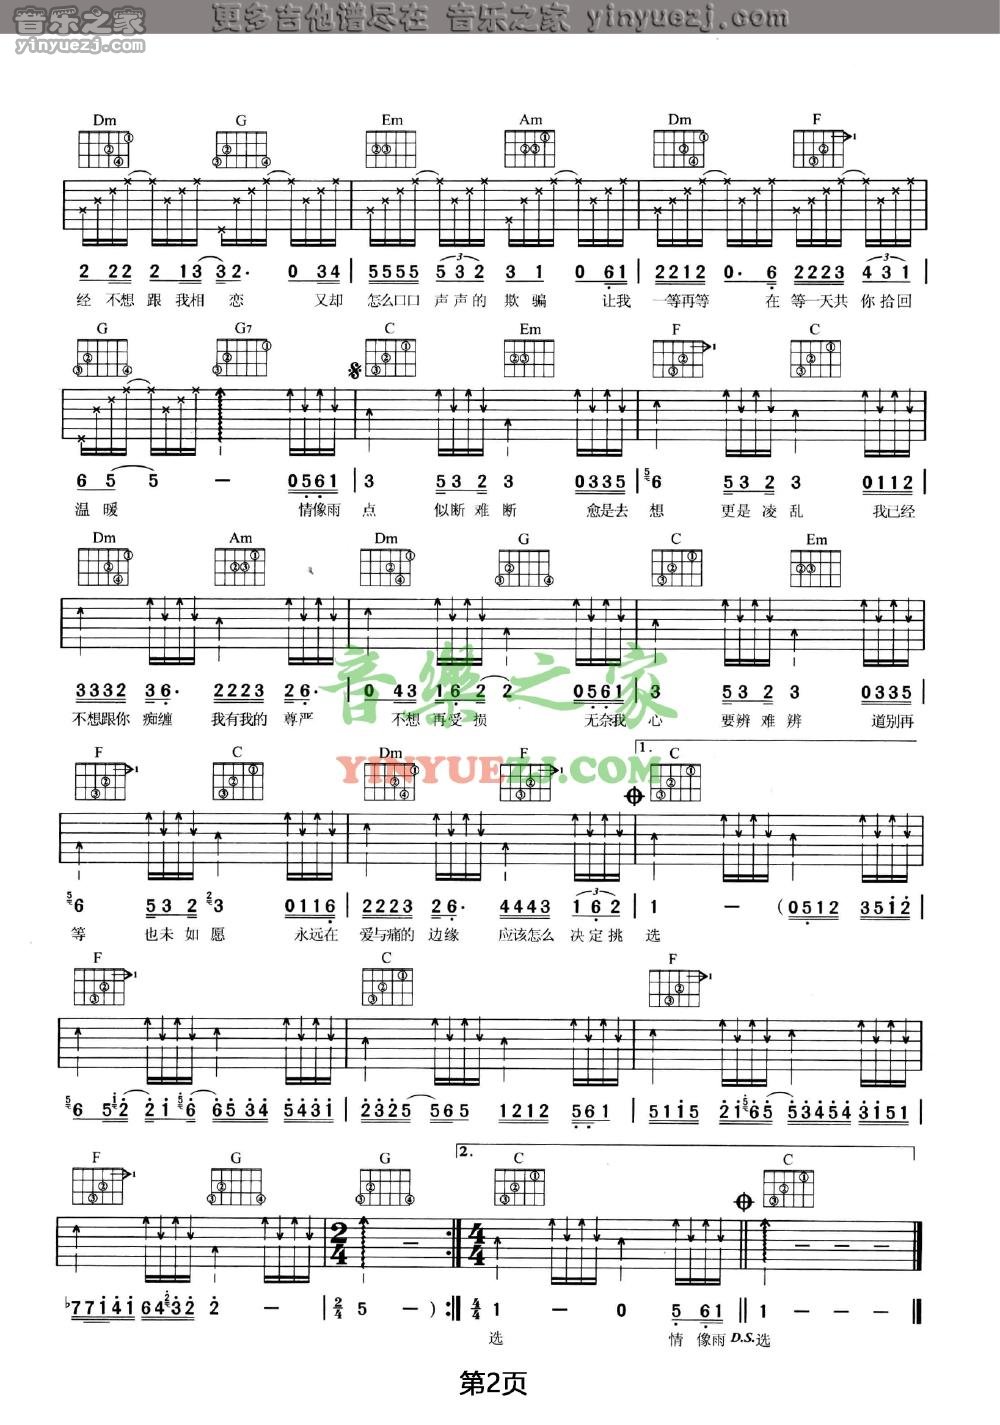 音乐之家 更多吉他谱尽在 音乐之家 yinyuezj.com
yinyuezj.com
Dm G Em Am Dm F
2 22 2 13 32· 0 34 | 5555 532 3 1 0 61 | 2212 0· 6 2223 431 |
经 不想 跟 我相 恋 又却 怎么口口 声声的 欺 骗 让我 一等再等 在 等一天共 你拾回
G G7 C Em F C
6 5 5 － 0561 | 3 53 2 3 0335 | 6 53 2 3 0112 |
温 暖 情像雨 点 似断 难 断 愈是去 想 更是 凌 乱 我已经
Dm Am Dm G C Em
3332 36· 2223 26· | 0 43 16 2 2 0561 | 3 53 2 3 0335 |
不想跟你 痴缠 我有我的 尊严 不想 再受 损 无奈我 心 要辨 难 辨 道别再
音樂之家
YINYUEZJ.COM
F C Dm F 1. C
6 53 2 3 0116 | 2223 26· 4443 162 | 1 － (0512 3512 |
等 也未 如 愿 永远在 爱与痛的 边缘 应该怎么 决定挑 选
F C F
6 52 21 6 65 34 5431 | 2325 565 1212 561 | 5115 2165 53454 3151 |
F G G 2. C C
♭77141 6432 2 － | 2/4 5 － ) :‖ 4/4 1 － 0 5 61 ‖ 1 － － － ‖
选 情 像雨 D.S.选
第2页